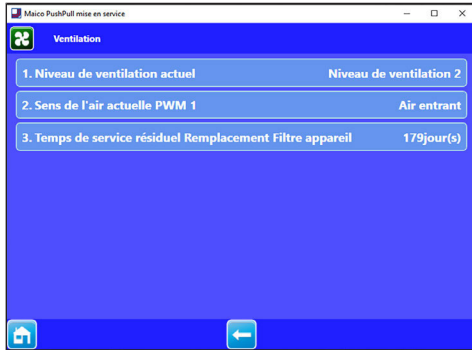 Maico PushPull mise en service
Ventilation
1. Niveau de ventilation actuel Niveau de ventilation 2
2. Sens de l'air actuelle PWM 1 Air entrant
3. Temps de service résiduel Remplacement Filtre appareil 179jour(s)